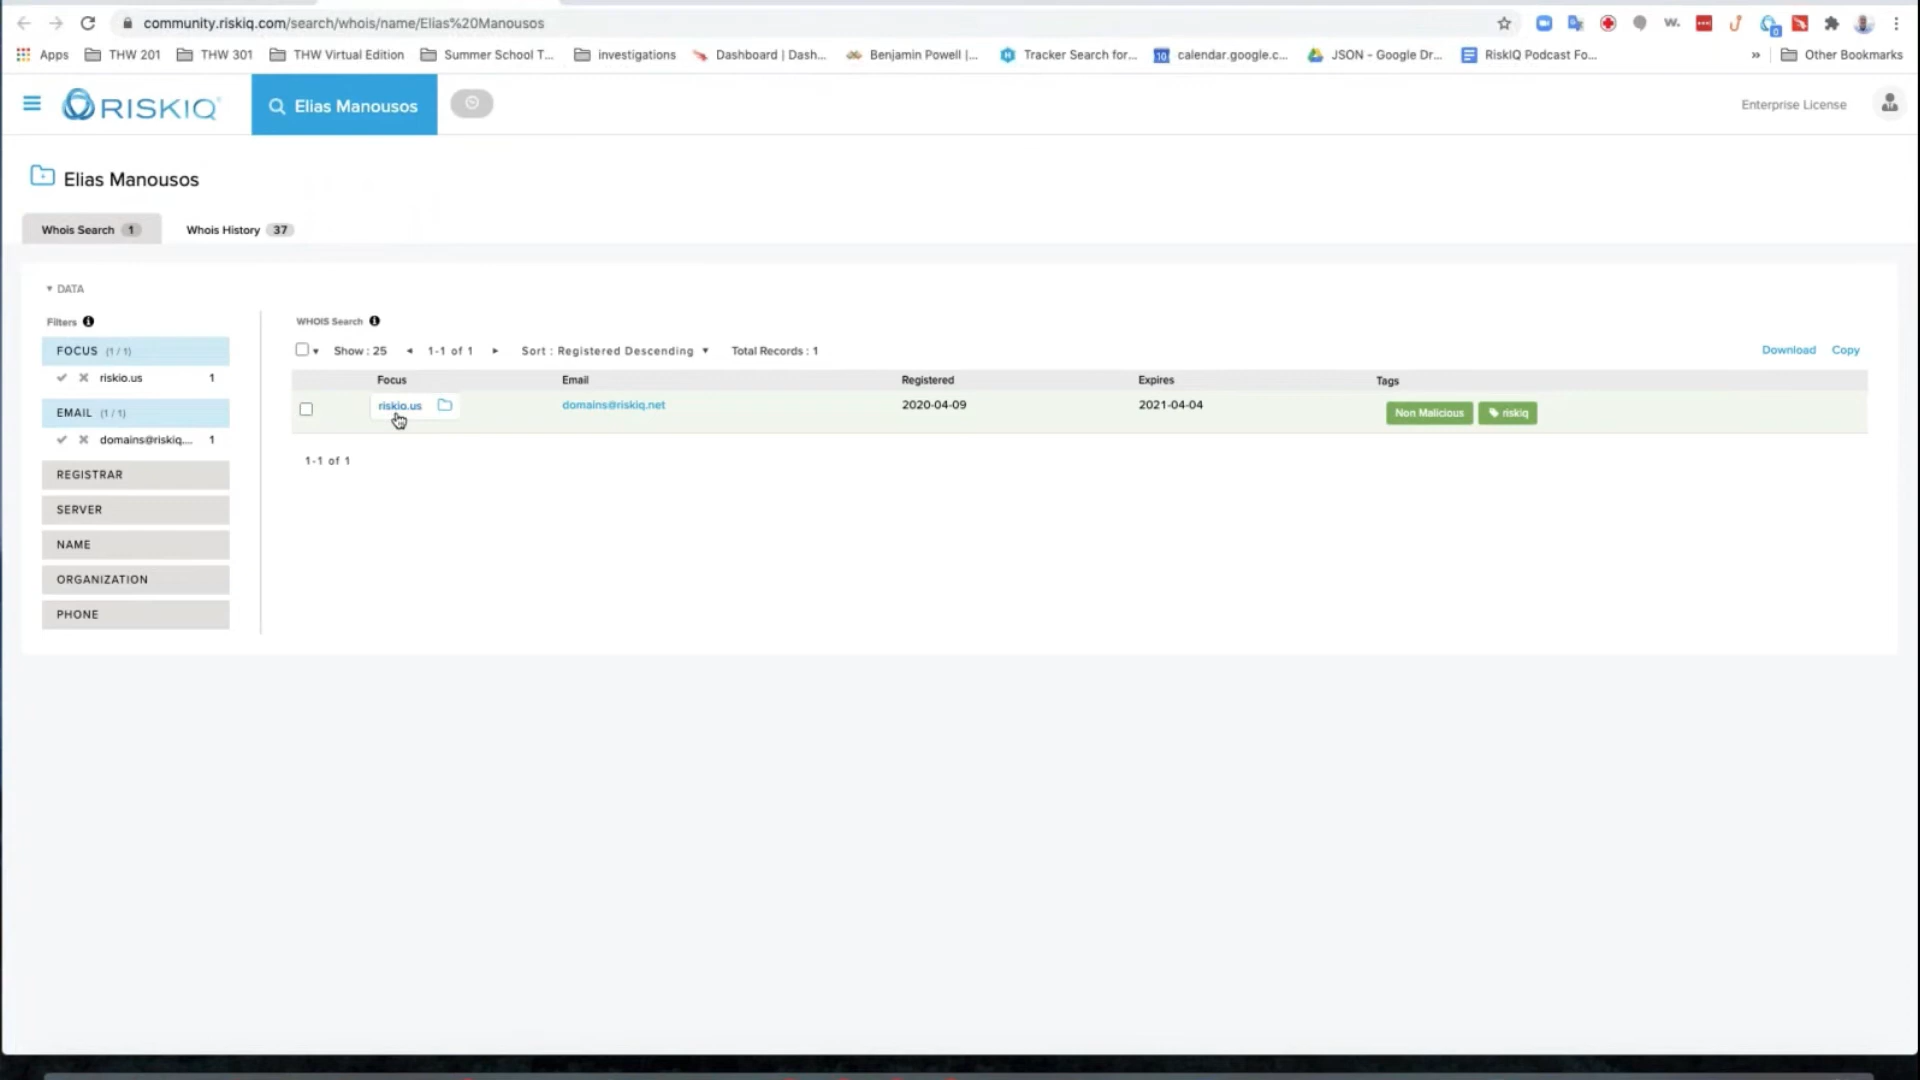 community.riskiq.com/search/whois/name/Elias%20Manousos
Apps THW 201 THW 301 THW Virtual Edition Summer School T... investigations Dashboard | Dash... Benjamin Powell |... Tracker Search for... calendar.google.c... JSON - Google Dr... RiskIQ Podcast Fo... » Other Bookmarks
RISKIQ Elias Manousos Enterprise License
Elias Manousos
Whois Search 1 Whois History 37
DATA
Filters
FOCUS (1 / 1)
riskio.us 1
EMAIL (1 / 1)
domains@riskiq.... 1
REGISTRAR
SERVER
NAME
ORGANIZATION
PHONE
WHOIS Search
Show : 25 1-1 of 1 Sort : Registered Descending Total Records : 1 Download Copy
Focus Email Registered Expires Tags
riskio.us domains@riskiq.net 2020-04-09 2021-04-04 Non Malicious riskiq
1-1 of 1